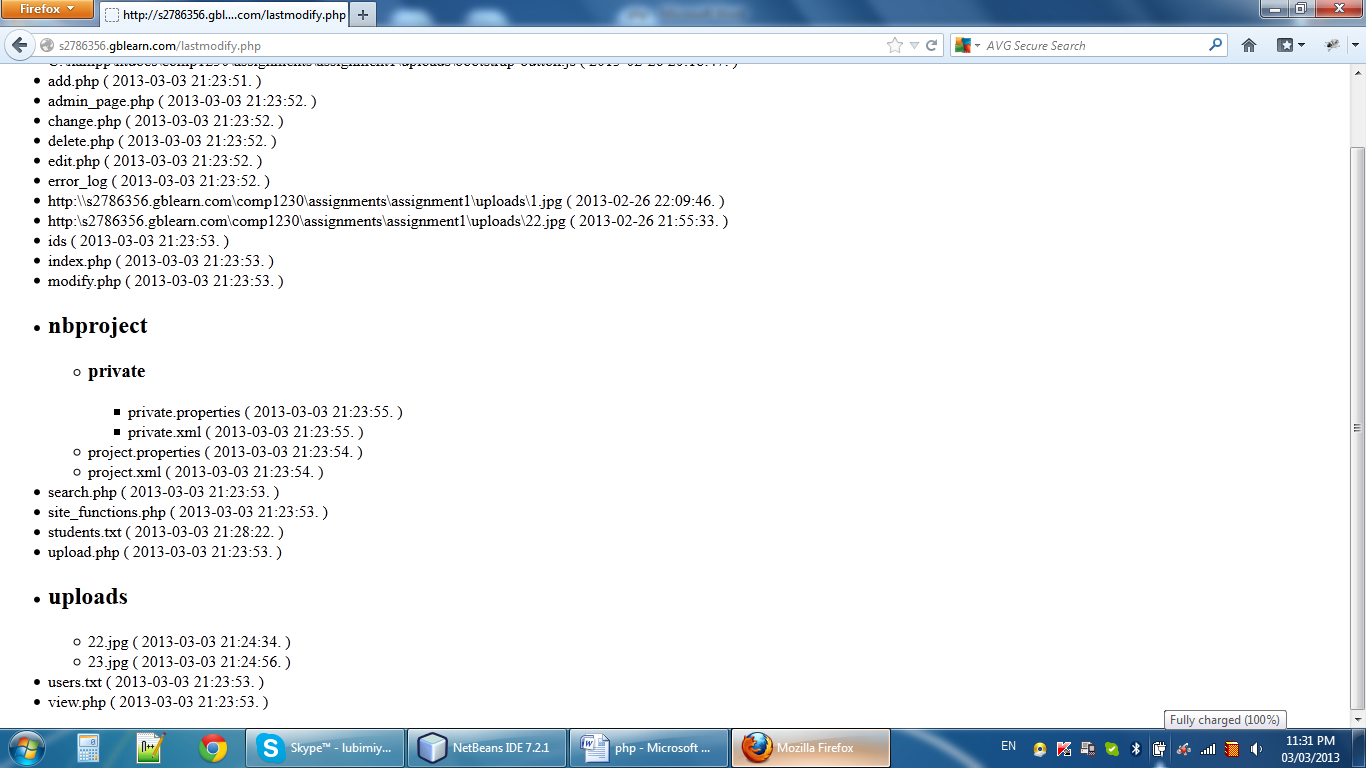 Firefox
http://s2786356.gbl....com/lastmodify.php
s2786356.gblearn.com/lastmodify.php
AVG Secure Search
add.php ( 2013-03-03 21:23:51. )
admin_page.php ( 2013-03-03 21:23:52. )
change.php ( 2013-03-03 21:23:52. )
delete.php ( 2013-03-03 21:23:52. )
edit.php ( 2013-03-03 21:23:52. )
error_log ( 2013-03-03 21:23:52. )
http:\\s2786356.gblearn.com\comp1230\assignments\assignment1\uploads\1.jpg ( 2013-02-26 22:09:46. )
http:\s2786356.gblearn.com\comp1230\assignments\assignment1\uploads\22.jpg ( 2013-02-26 21:55:33. )
ids ( 2013-03-03 21:23:53. )
index.php ( 2013-03-03 21:23:53. )
modify.php ( 2013-03-03 21:23:53. )
nbproject
private
private.properties ( 2013-03-03 21:23:55. )
private.xml ( 2013-03-03 21:23:55. )
project.properties ( 2013-03-03 21:23:54. )
project.xml ( 2013-03-03 21:23:54. )
search.php ( 2013-03-03 21:23:53. )
site_functions.php ( 2013-03-03 21:23:53. )
students.txt ( 2013-03-03 21:28:22. )
upload.php ( 2013-03-03 21:23:53. )
uploads
22.jpg ( 2013-03-03 21:24:34. )
23.jpg ( 2013-03-03 21:24:56. )
users.txt ( 2013-03-03 21:23:53. )
view.php ( 2013-03-03 21:23:53. )
Fully charged (100%)
Skype™ - lubimiy...
NetBeans IDE 7.2.1
php - Microsoft ...
Mozilla Firefox
EN
11:31 PM
03/03/2013